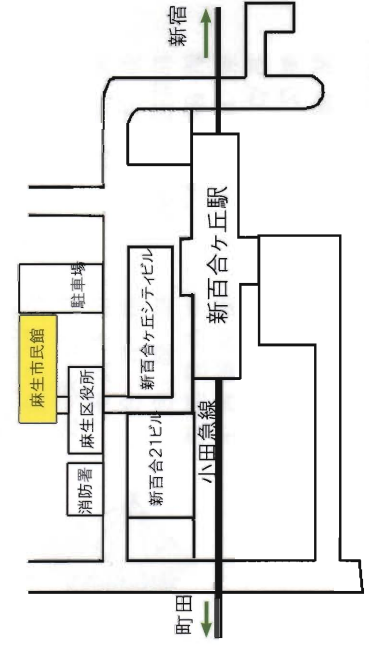 新宿
駐車場
麻生市民館
新百合ヶ丘シティビル
新百合ヶ丘駅
麻生区役所
消防署
新百合21ビル
小田急線
町田